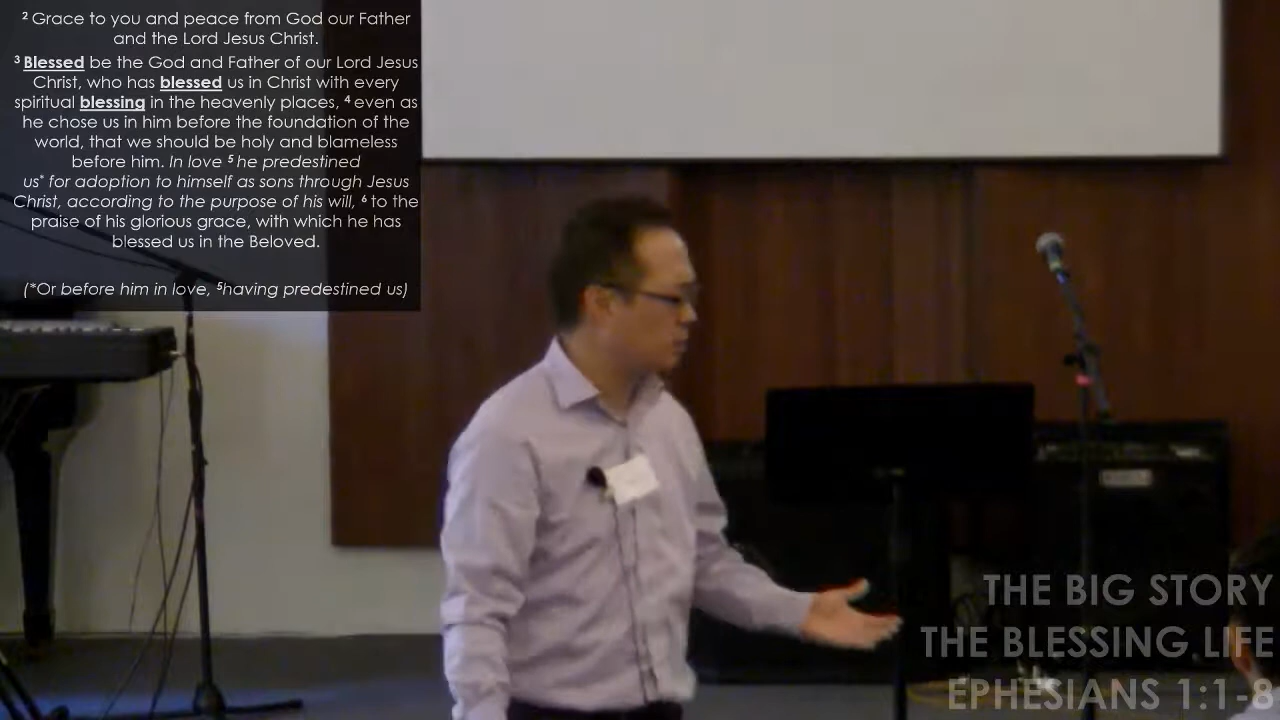 ² Grace to you and peace from God our Father
and the Lord Jesus Christ.
³ Blessed be the God and Father of our Lord Jesus
Christ, who has blessed us in Christ with every
spiritual blessing in the heavenly places, ⁴ even as
he chose us in him before the foundation of the
world, that we should be holy and blameless
before him. In love ⁵ he predestined
us* for adoption to himself as sons through Jesus
Christ, according to the purpose of his will, ⁶ to the
praise of his glorious grace, with which he has
blessed us in the Beloved.
(*Or before him in love, ⁵having predestined us)
THE BIG STORY
THE BLESSING LIFE
EPHESIANS 1:1-8